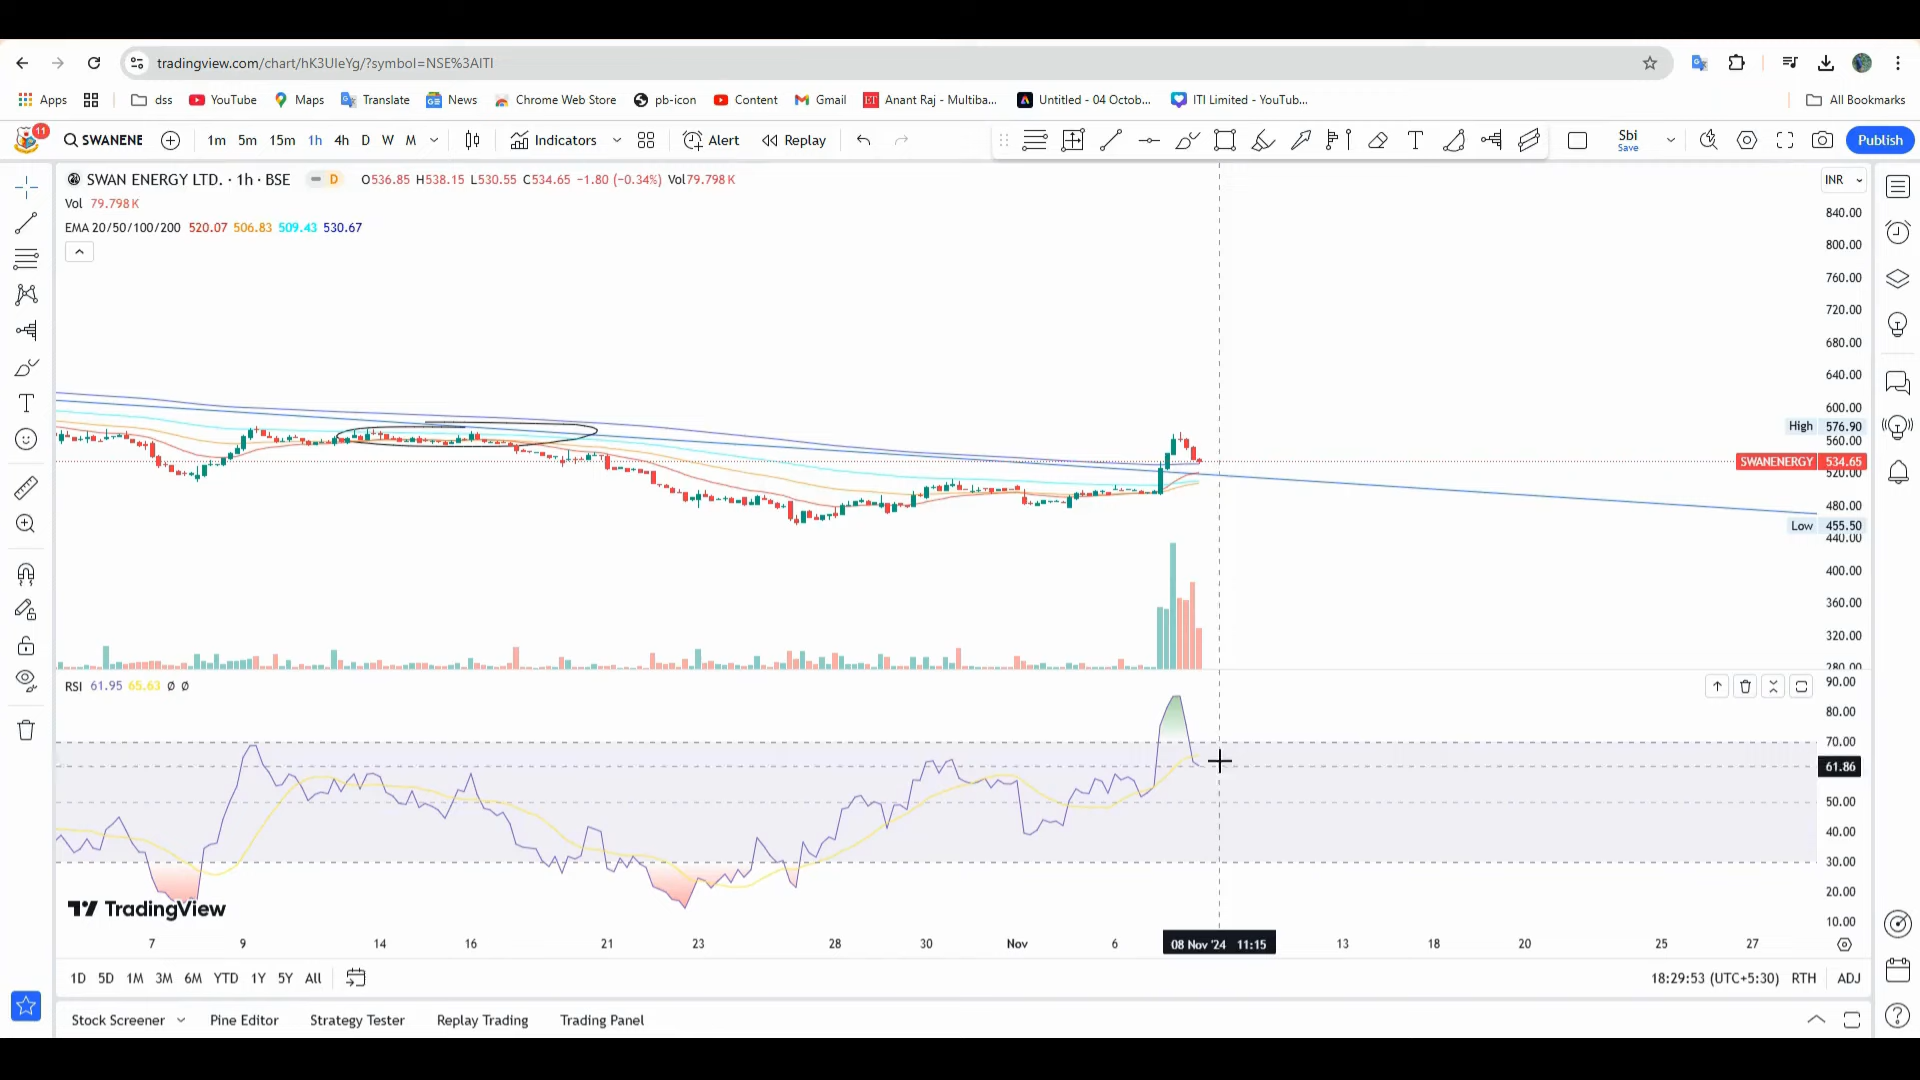 tradingview.com/chart/hK3UIeYg/?symbol=NSE%3AITI
Apps dss YouTube Maps Translate News Chrome Web Store pb-icon Content Gmail Anant Raj - Multiba... Untitled - 04 Octob... ITI Limited - YouTub... All Bookmarks
11 SWANENE 1m 5m 15m 1h 4h D W M Indicators Alert Replay Sbi Save Publish
SWAN ENERGY LTD. · 1h · BSE D O536.85 H538.15 L530.55 C534.65 −1.80 (−0.34%) Vol79.798 K INR
Vol 79.798 K
EMA 20/50/100/200 520.07 506.83 509.43 530.67
840.00
800.00
760.00
720.00
680.00
640.00
600.00
High 576.90
560.00
SWANENERGY 534.65
520.00
480.00
Low 455.50
440.00
400.00
360.00
320.00
280.00
RSI 61.95 65.63 Ø Ø
90.00
80.00
70.00
61.86
50.00
40.00
30.00
20.00
10.00
TradingView
7 9 14 16 21 23 28 30 Nov 6 08 Nov '24 11:15 13 18 20 25 27
1D 5D 1M 3M 6M YTD 1Y 5Y All 18:29:53 (UTC+5:30) RTH ADJ
Stock Screener Pine Editor Strategy Tester Replay Trading Trading Panel